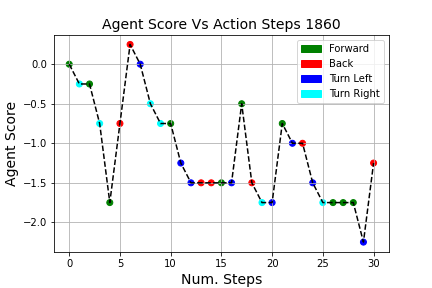 Agent Score Vs Action Steps 1860
Forward
Back
Turn Left
Turn Right
Agent Score
0.0
−0.5
−1.0
−1.5
−2.0
0 5 10 15 20 25 30
Num. Steps